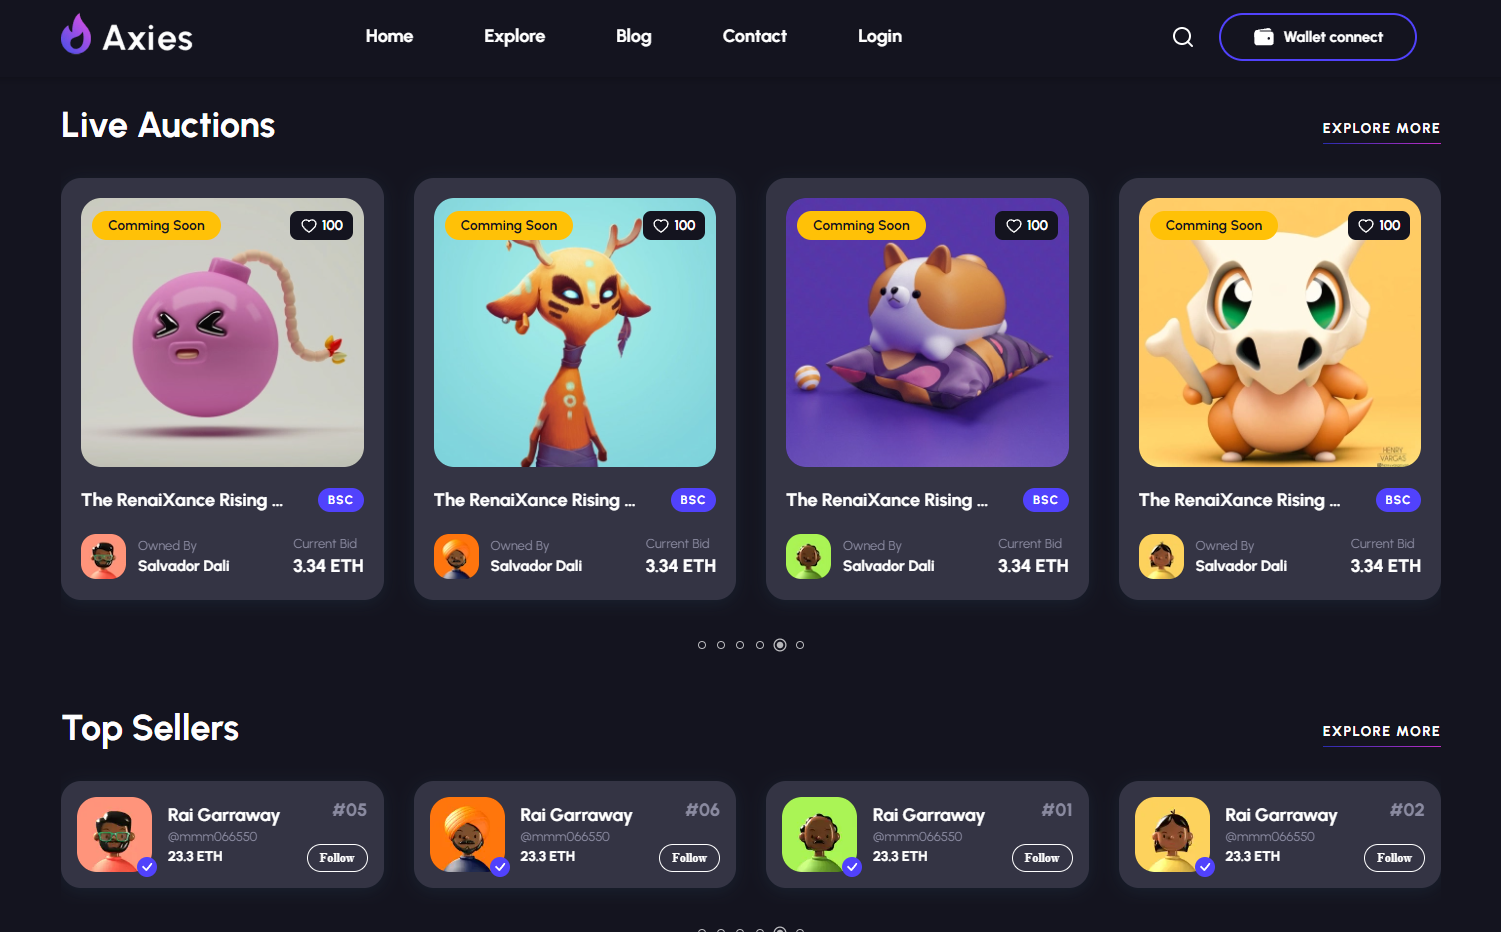 Axies
Home Explore Blog Contact Login
Wallet connect
Live Auctions
EXPLORE MORE
Comming Soon 100
Comming Soon 100
Comming Soon 100
Comming Soon 100
HENRY
VARGAS
The RenaiXance Rising ... BSC
The RenaiXance Rising ... BSC
The RenaiXance Rising ... BSC
The RenaiXance Rising ... BSC
Owned By Current Bid
Salvador Dali 3.34 ETH
Owned By Current Bid
Salvador Dali 3.34 ETH
Owned By Current Bid
Salvador Dali 3.34 ETH
Owned By Current Bid
Salvador Dali 3.34 ETH
Top Sellers
EXPLORE MORE
Rai Garraway #05
@mmm066550
23.3 ETH Follow
Rai Garraway #06
@mmm066550
23.3 ETH Follow
Rai Garraway #01
@mmm066550
23.3 ETH Follow
Rai Garraway #02
@mmm066550
23.3 ETH Follow